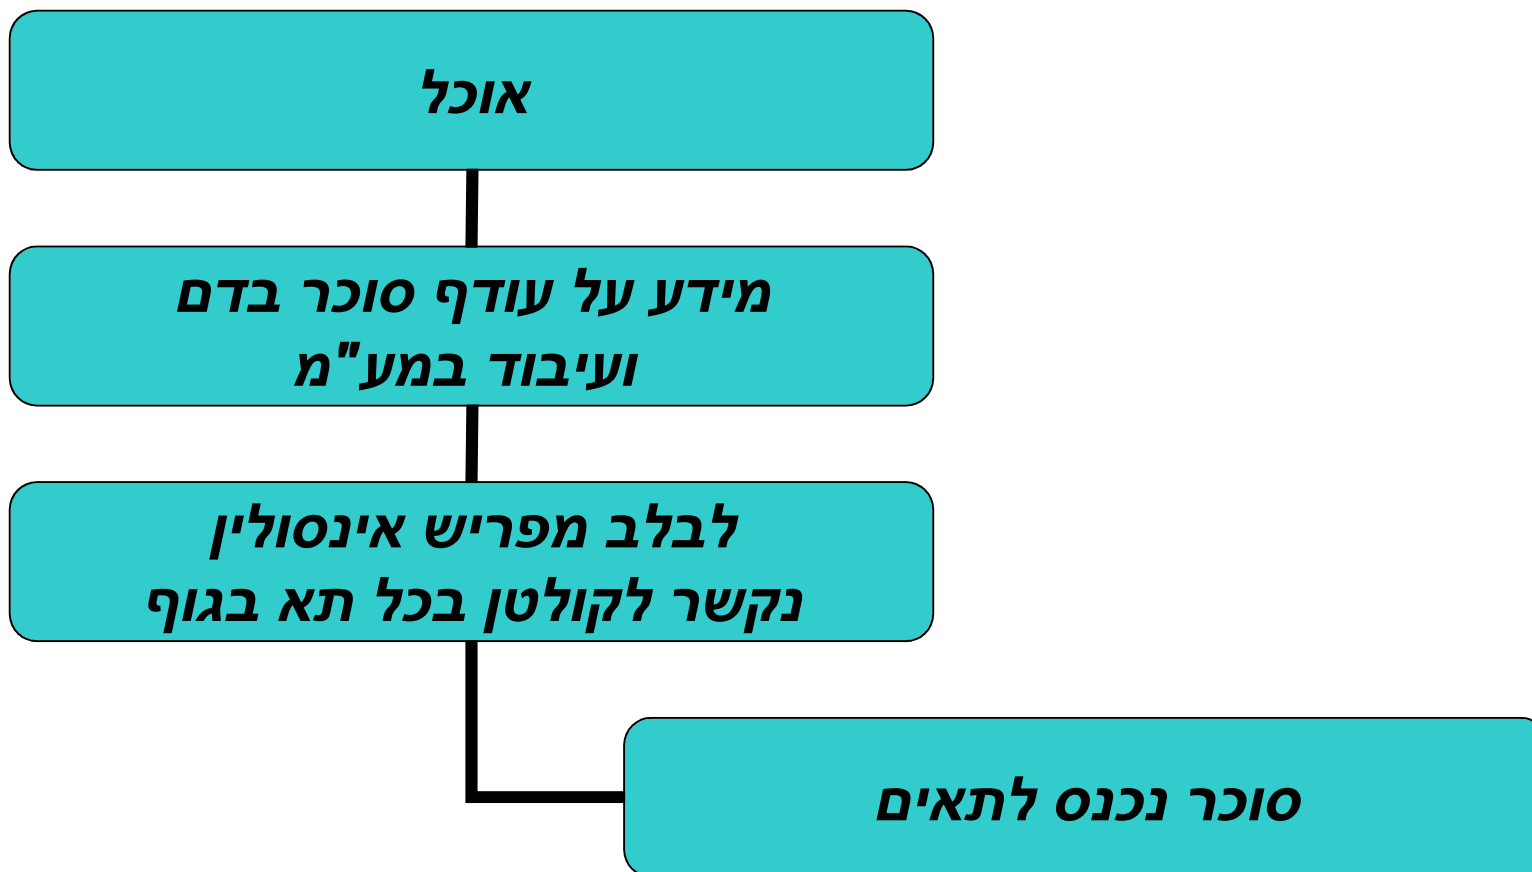 אוכל
מידע על עודף סוכר בדם
ועיבוד במע"מ
לבלב מפריש אינסולין
נקשר לקולטן בכל תא בגוף
סוכר נכנס לתאים